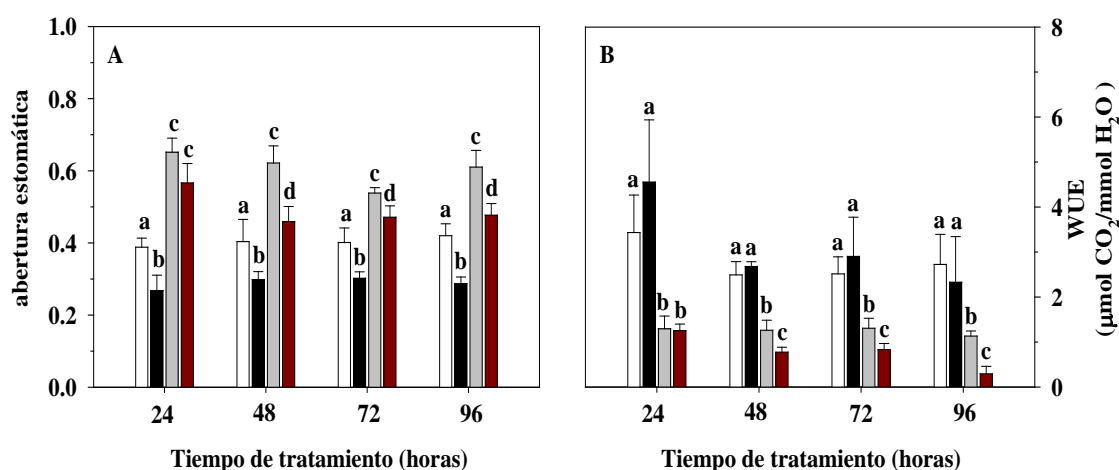 A
abertura estomática
1.0
0.8
0.6
0.4
0.2
0.0
a b c c
a b c d
a b c d
a b c d
24 48 72 96
Tiempo de tratamiento (horas)
B
a a b b
a a b c
a a b c
a a b c
24 48 72 96
Tiempo de tratamiento (horas)
8
6
4
2
0
WUE
(µmol CO₂/mmol H₂O )